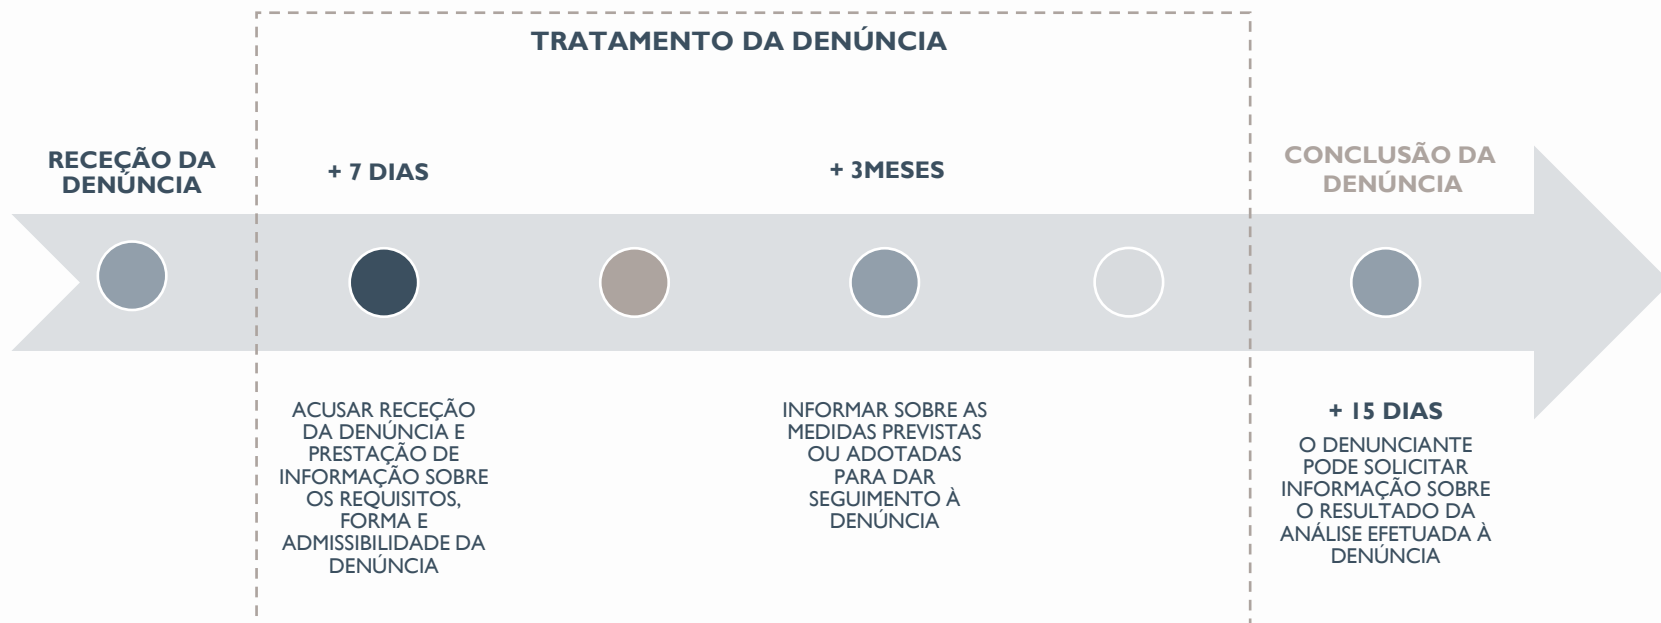 TRATAMENTO DA DENÚNCIA
RECEÇÃO DA
DENÚNCIA
+ 7 DIAS
+ 3MESES
CONCLUSÃO DA
DENÚNCIA
ACUSAR RECEÇÃO
DA DENÚNCIA E
PRESTAÇÃO DE
INFORMAÇÃO SOBRE
OS REQUISITOS,
FORMA E
ADMISSIBILIDADE DA
DENÚNCIA
INFORMAR SOBRE AS
MEDIDAS PREVISTAS
OU ADOTADAS
PARA DAR
SEGUIMENTO À
DENÚNCIA
+ 15 DIAS
O DENUNCIANTE
PODE SOLICITAR
INFORMAÇÃO SOBRE
O RESULTADO DA
ANÁLISE EFETUADA À
DENÚNCIA